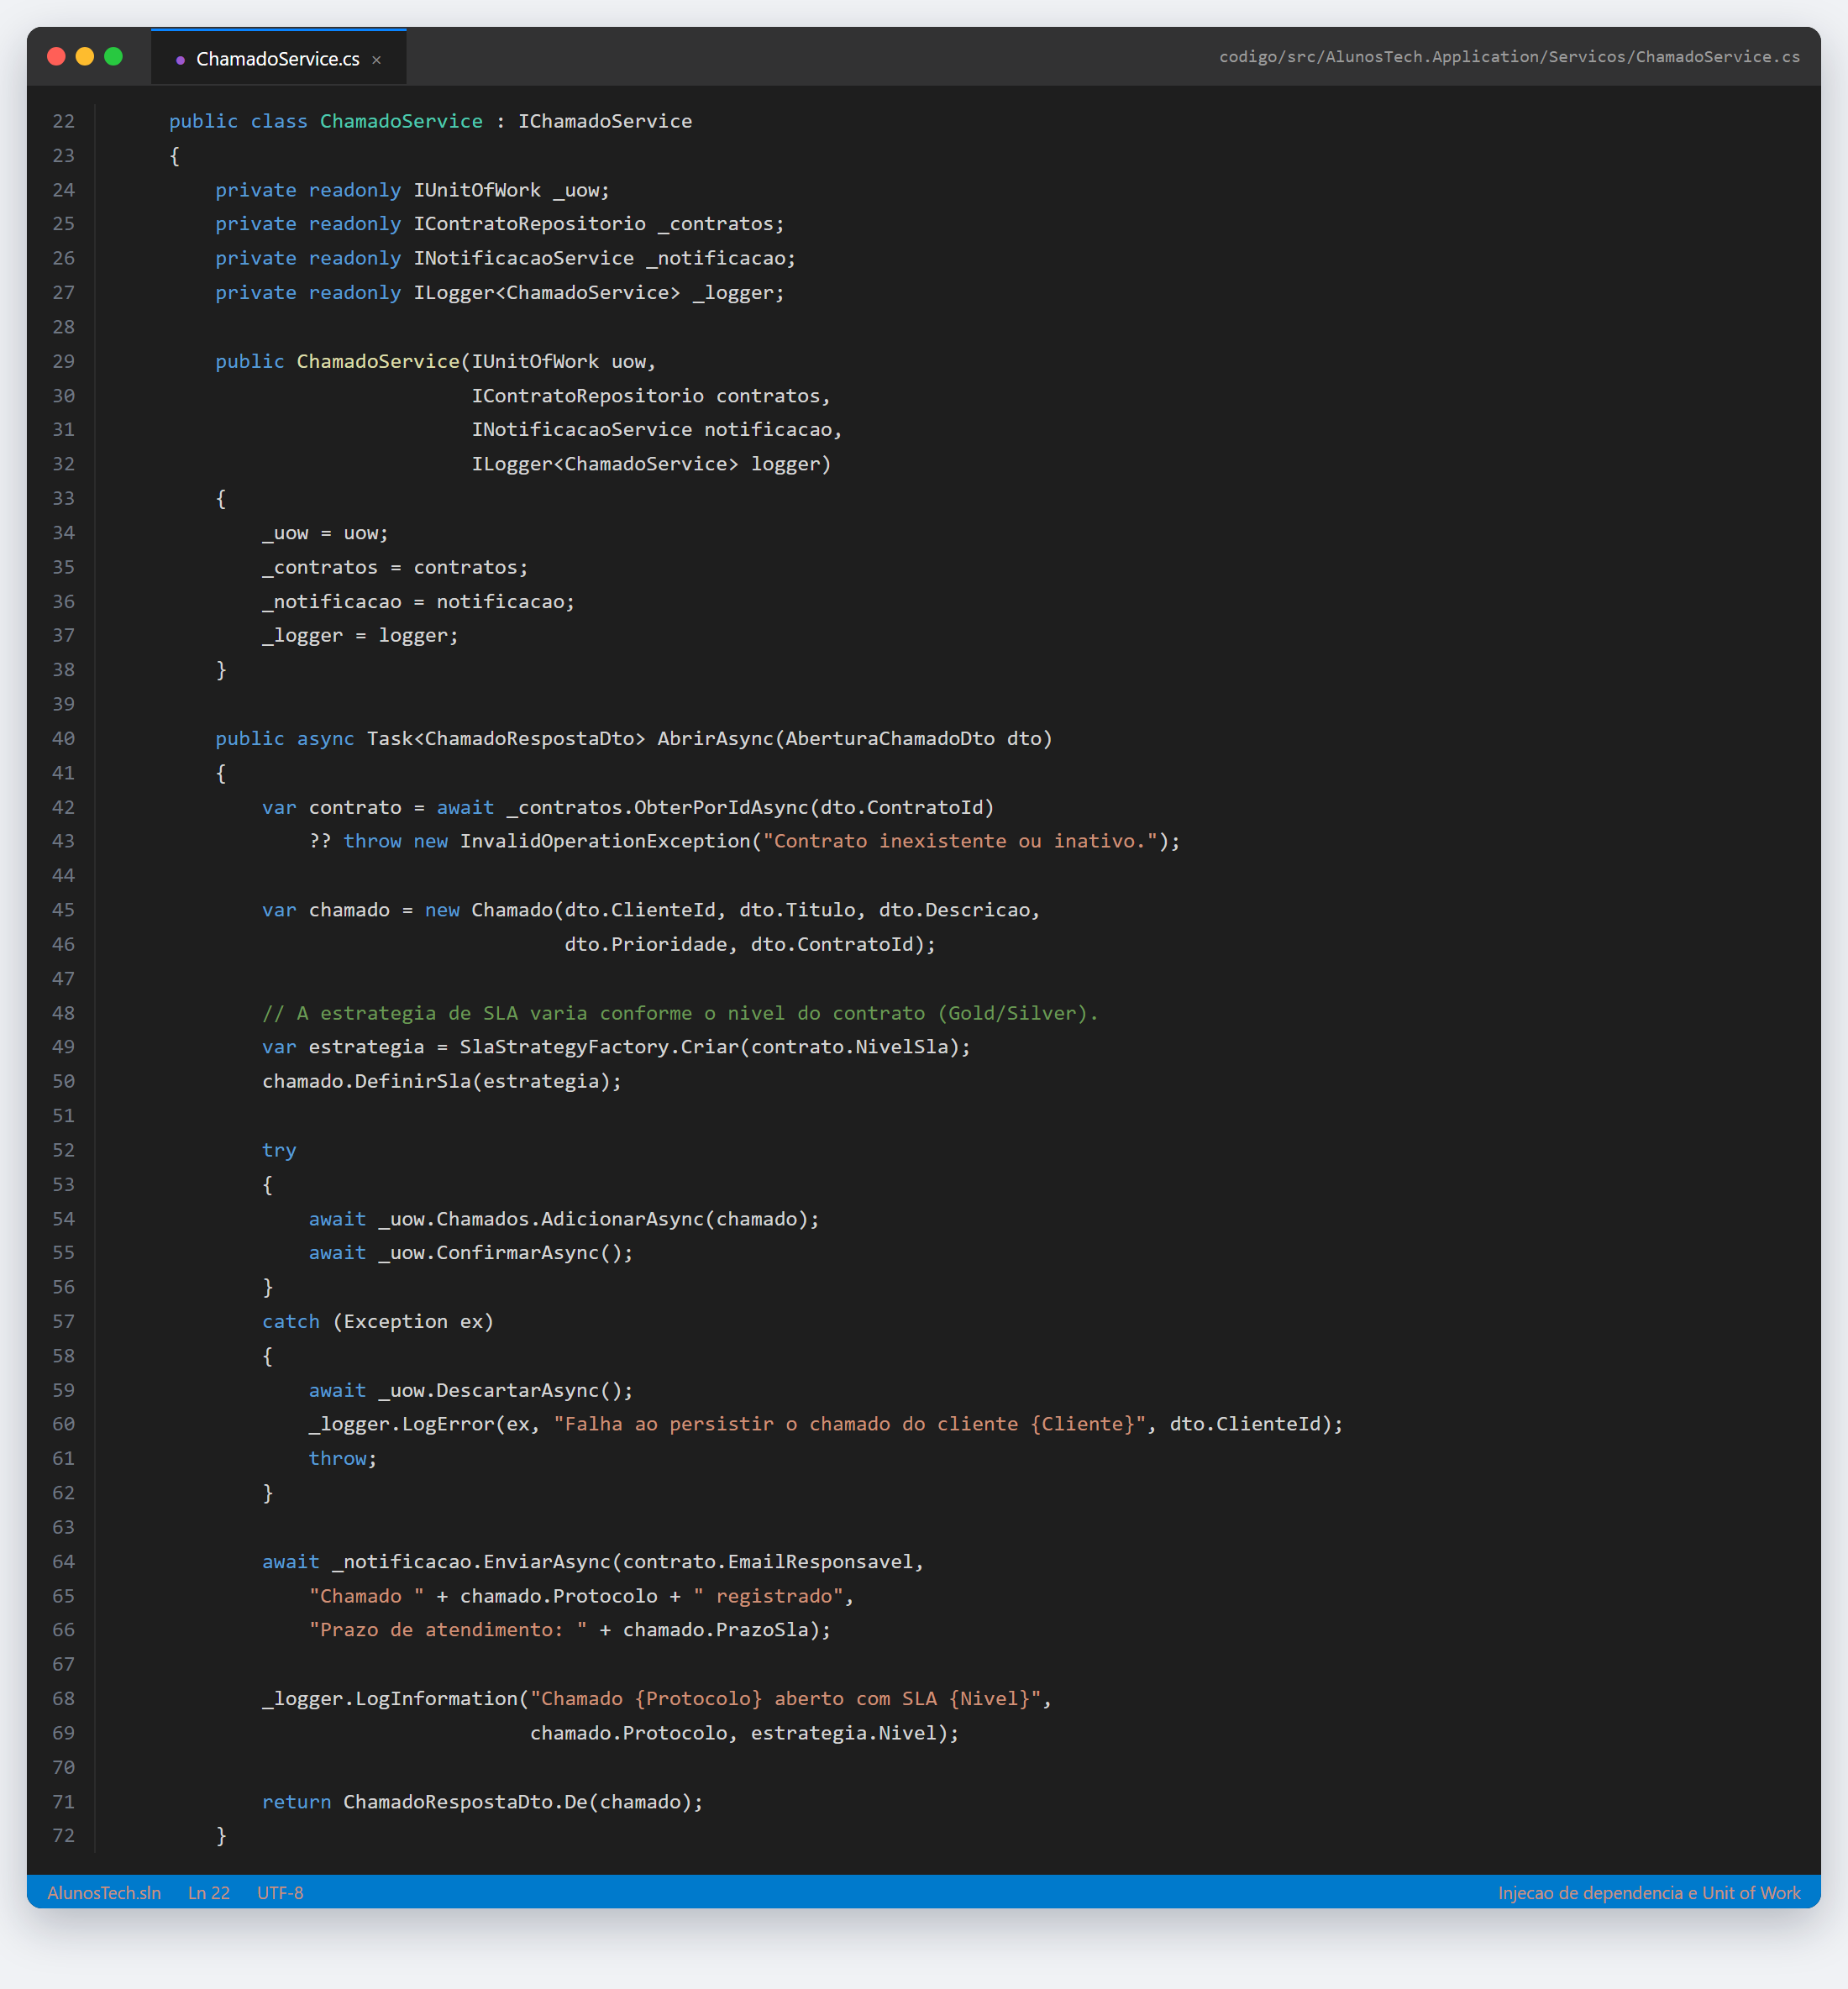 ChamadoService.cs ×
codigo/src/AlunosTech.Application/Servicos/ChamadoService.cs
22 public class ChamadoService : IChamadoService
23 {
24 private readonly IUnitOfWork _uow;
25 private readonly IContratoRepositorio _contratos;
26 private readonly INotificacaoService _notificacao;
27 private readonly ILogger<ChamadoService> _logger;
28
29 public ChamadoService(IUnitOfWork uow,
30 IContratoRepositorio contratos,
31 INotificacaoService notificacao,
32 ILogger<ChamadoService> logger)
33 {
34 _uow = uow;
35 _contratos = contratos;
36 _notificacao = notificacao;
37 _logger = logger;
38 }
39
40 public async Task<ChamadoRespostaDto> AbrirAsync(AberturaChamadoDto dto)
41 {
42 var contrato = await _contratos.ObterPorIdAsync(dto.ContratoId)
43 ?? throw new InvalidOperationException("Contrato inexistente ou inativo.");
44
45 var chamado = new Chamado(dto.ClienteId, dto.Titulo, dto.Descricao,
46 dto.Prioridade, dto.ContratoId);
47
48 // A estrategia de SLA varia conforme o nivel do contrato (Gold/Silver).
49 var estrategia = SlaStrategyFactory.Criar(contrato.NivelSla);
50 chamado.DefinirSla(estrategia);
51
52 try
53 {
54 await _uow.Chamados.AdicionarAsync(chamado);
55 await _uow.ConfirmarAsync();
56 }
57 catch (Exception ex)
58 {
59 await _uow.DescartarAsync();
60 _logger.LogError(ex, "Falha ao persistir o chamado do cliente {Cliente}", dto.ClienteId);
61 throw;
62 }
63
64 await _notificacao.EnviarAsync(contrato.EmailResponsavel,
65 "Chamado " + chamado.Protocolo + " registrado",
66 "Prazo de atendimento: " + chamado.PrazoSla);
67
68 _logger.LogInformation("Chamado {Protocolo} aberto com SLA {Nivel}",
69 chamado.Protocolo, estrategia.Nivel);
70
71 return ChamadoRespostaDto.De(chamado);
72 }
AlunosTech.sln Ln 22 UTF-8
Injecao de dependencia e Unit of Work